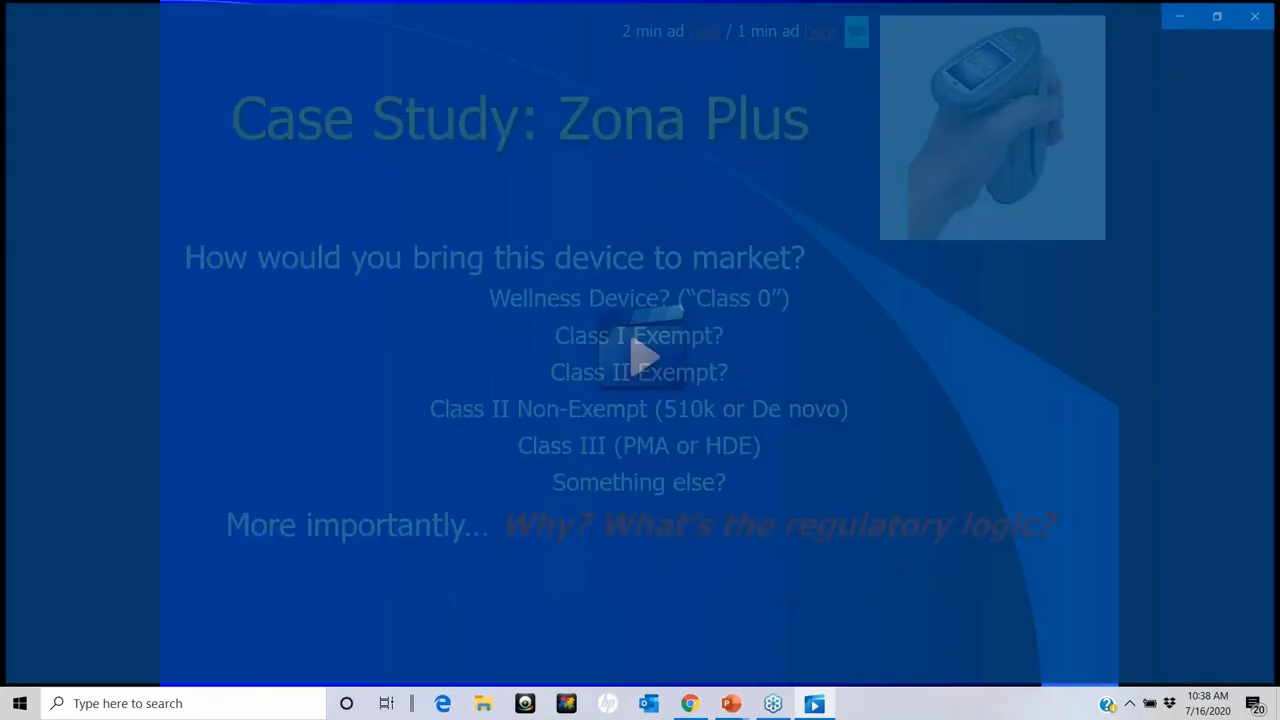 2 min ad here / 1 min ad here
Case Study: Zona Plus
How would you bring this device to market?
Wellness Device? (“Class 0”)
Class I Exempt?
Class II Exempt?
Class II Non-Exempt (510k or De novo)
Class III (PMA or HDE)
Something else?
More importantly... Why? What's the regulatory logic?
Type here to search
10:38 AM
7/16/2020
20